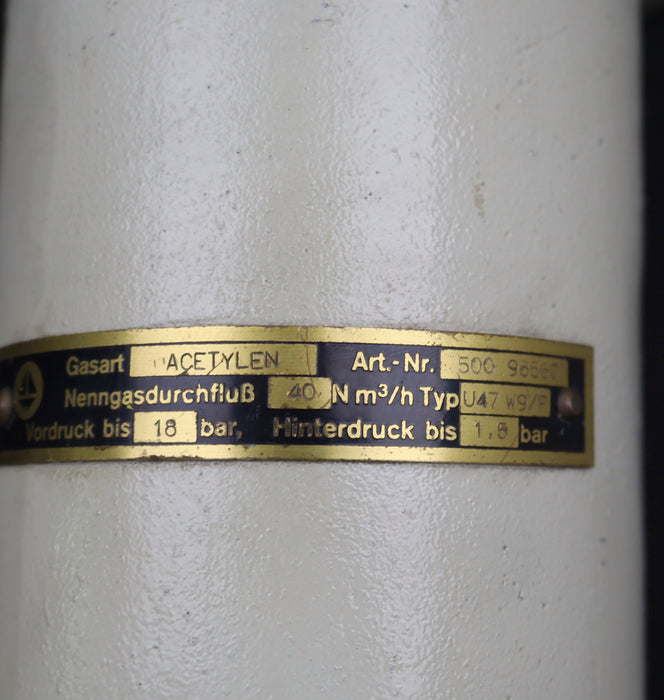 Gasart ACETYLEN Art.-Nr. 500
Nenngasdurchfluß 40 N m³/h Typ U47 W9/P
Vordruck bis 18 bar, Hinterdruck bis 1,5 bar